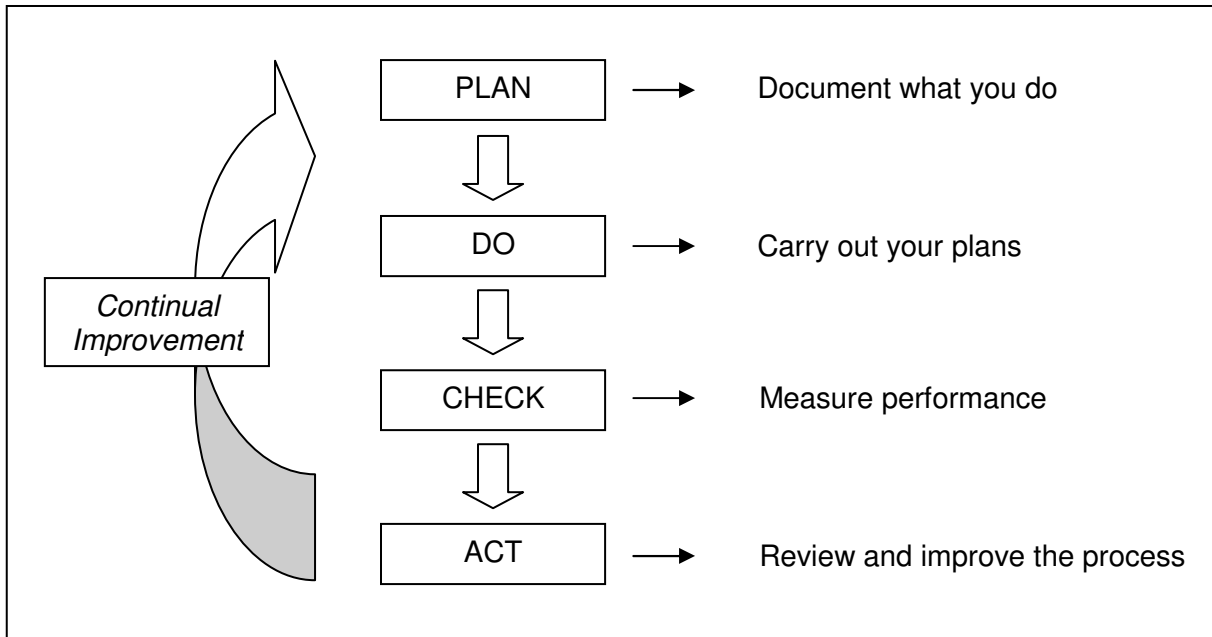 PLAN
Document what you do
DO
Carry out your plans
Continual
Improvement
CHECK
Measure performance
ACT
Review and improve the process